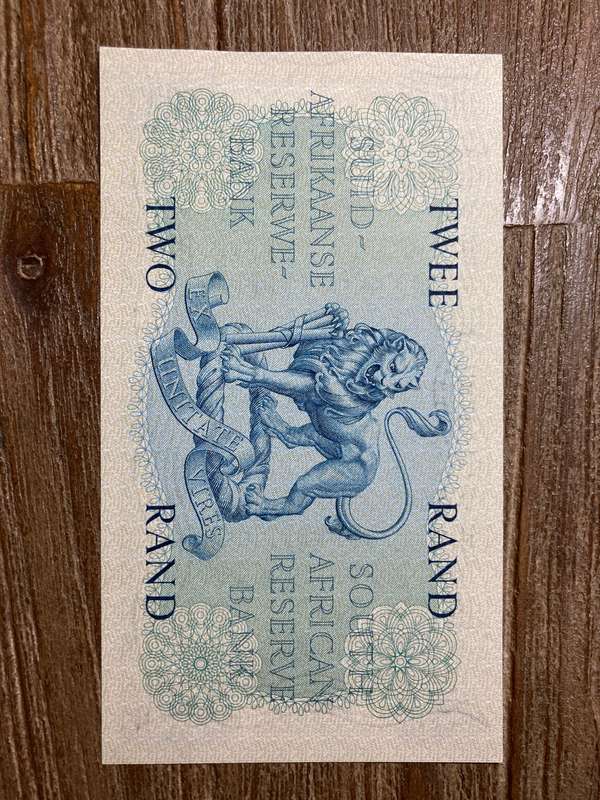 TWEE RAND
SUID-
AFRIKAANSE
RESERWE-
BANK
SOUTH
AFRICAN
RESERVE
BANK
EX UNITATE VIRES
TWO RAND